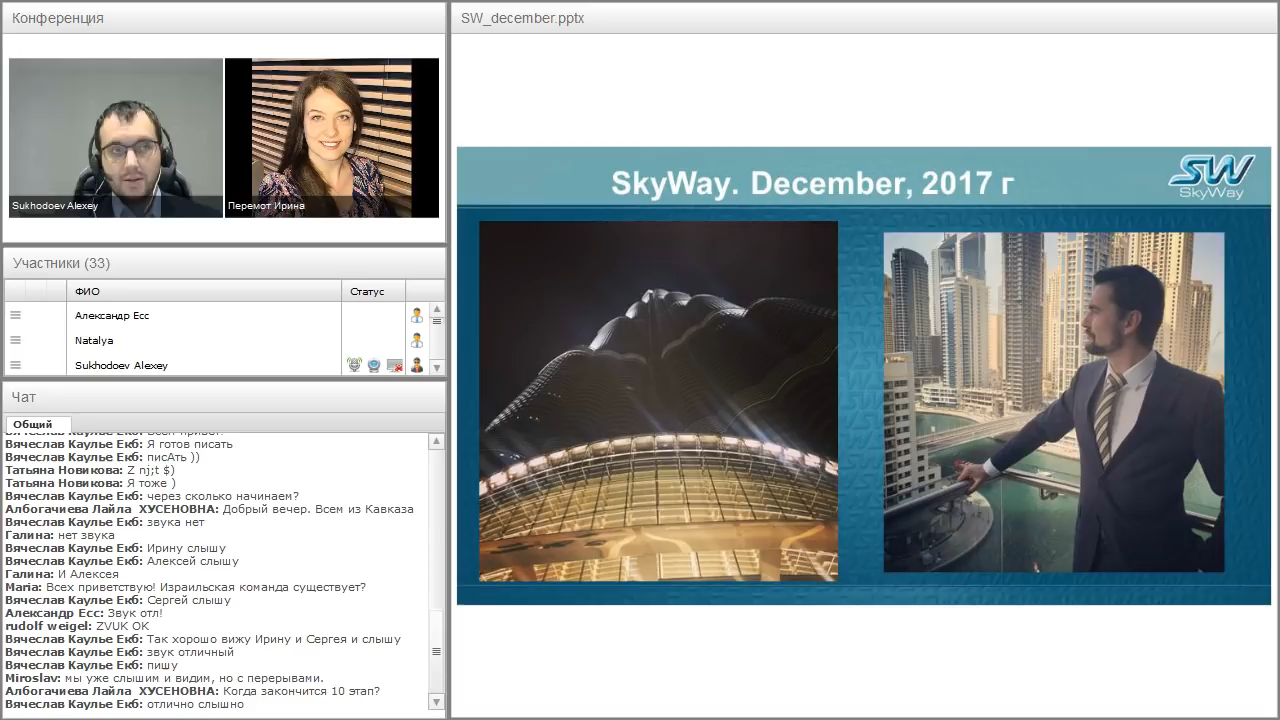 Конференция
Sukhodoev Alexey
Перемот Ирина
Участники (33)
ФИО Статус
Александр Есс
Natalya
Sukhodoev Alexey
Чат
Общий
Вячеслав Каулье Екб: Я готов писать
Вячеслав Каулье Екб: писАть ))
Татьяна Новикова: Z nj;t $)
Татьяна Новикова: Я тоже )
Вячеслав Каулье Екб: через сколько начинаем?
Албогачиева Лайла ХУСЕНОВНА: Добрый вечер. Всем из Кавказа
Вячеслав Каулье Екб: звука нет
Галина: нет звука
Вячеслав Каулье Екб: Ирину слышу
Вячеслав Каулье Екб: Алексей слышу
Галина: И Алексея
Maria: Всех приветствую! Израильская команда существует?
Вячеслав Каулье Екб: Сергей слышу
Александр Есс: Звук отл!
rudolf weigel: ZVUK OK
Вячеслав Каулье Екб: Так хорошо вижу Ирину и Сергея и слышу
Вячеслав Каулье Екб: звук отличный
Вячеслав Каулье Екб: пишу
Miroslav: мы уже слышим и видим, но с перерывами.
Албогачиева Лайла ХУСЕНОВНА: Когда закончится 10 этап?
Вячеслав Каулье Екб: отлично слышно
SW_december.pptx
SkyWay. December, 2017 г
SW
SkyWay